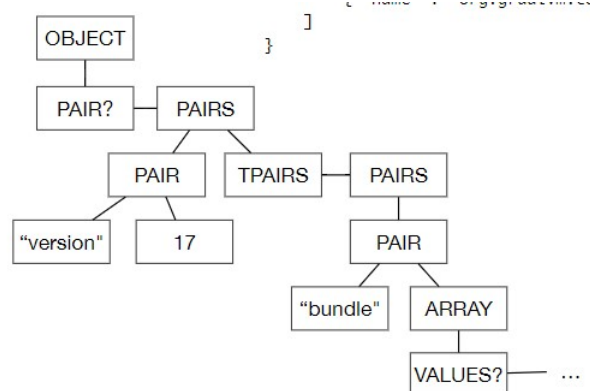 ]
}
OBJECT
PAIR? PAIRS
PAIR TPAIRS PAIRS
“version" 17 PAIR
“bundle" ARRAY
VALUES? ...